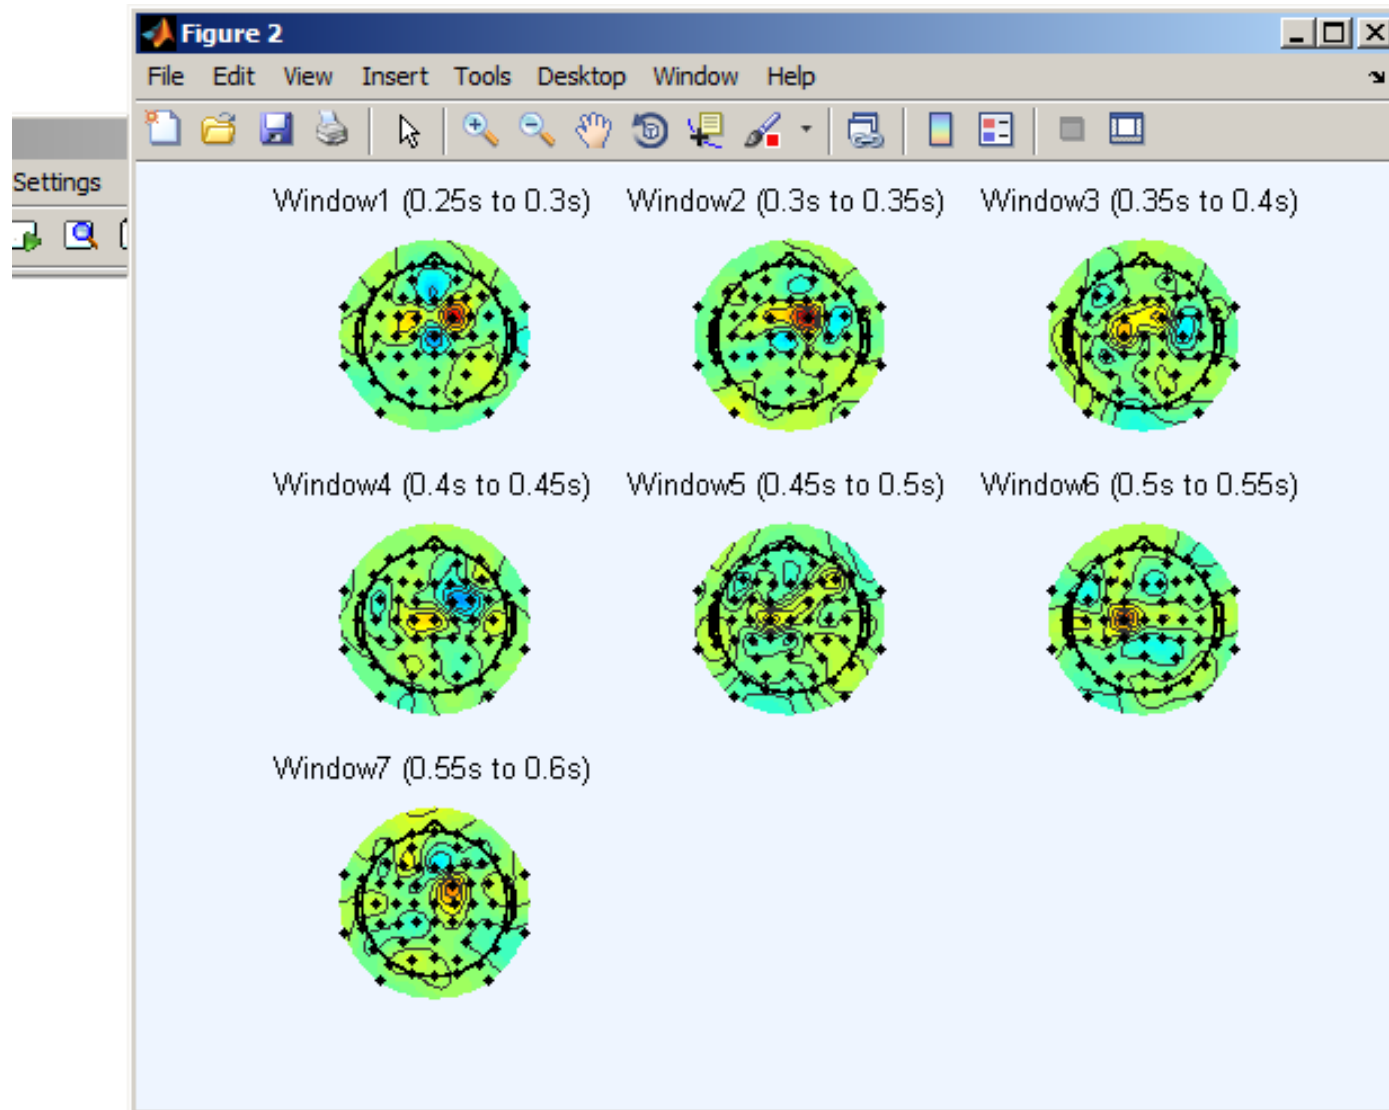 Figure 2
File Edit View Insert Tools Desktop Window Help
Settings
Window1 (0.25s to 0.3s) Window2 (0.3s to 0.35s) Window3 (0.35s to 0.4s)
Window4 (0.4s to 0.45s) Window5 (0.45s to 0.5s) Window6 (0.5s to 0.55s)
Window7 (0.55s to 0.6s)